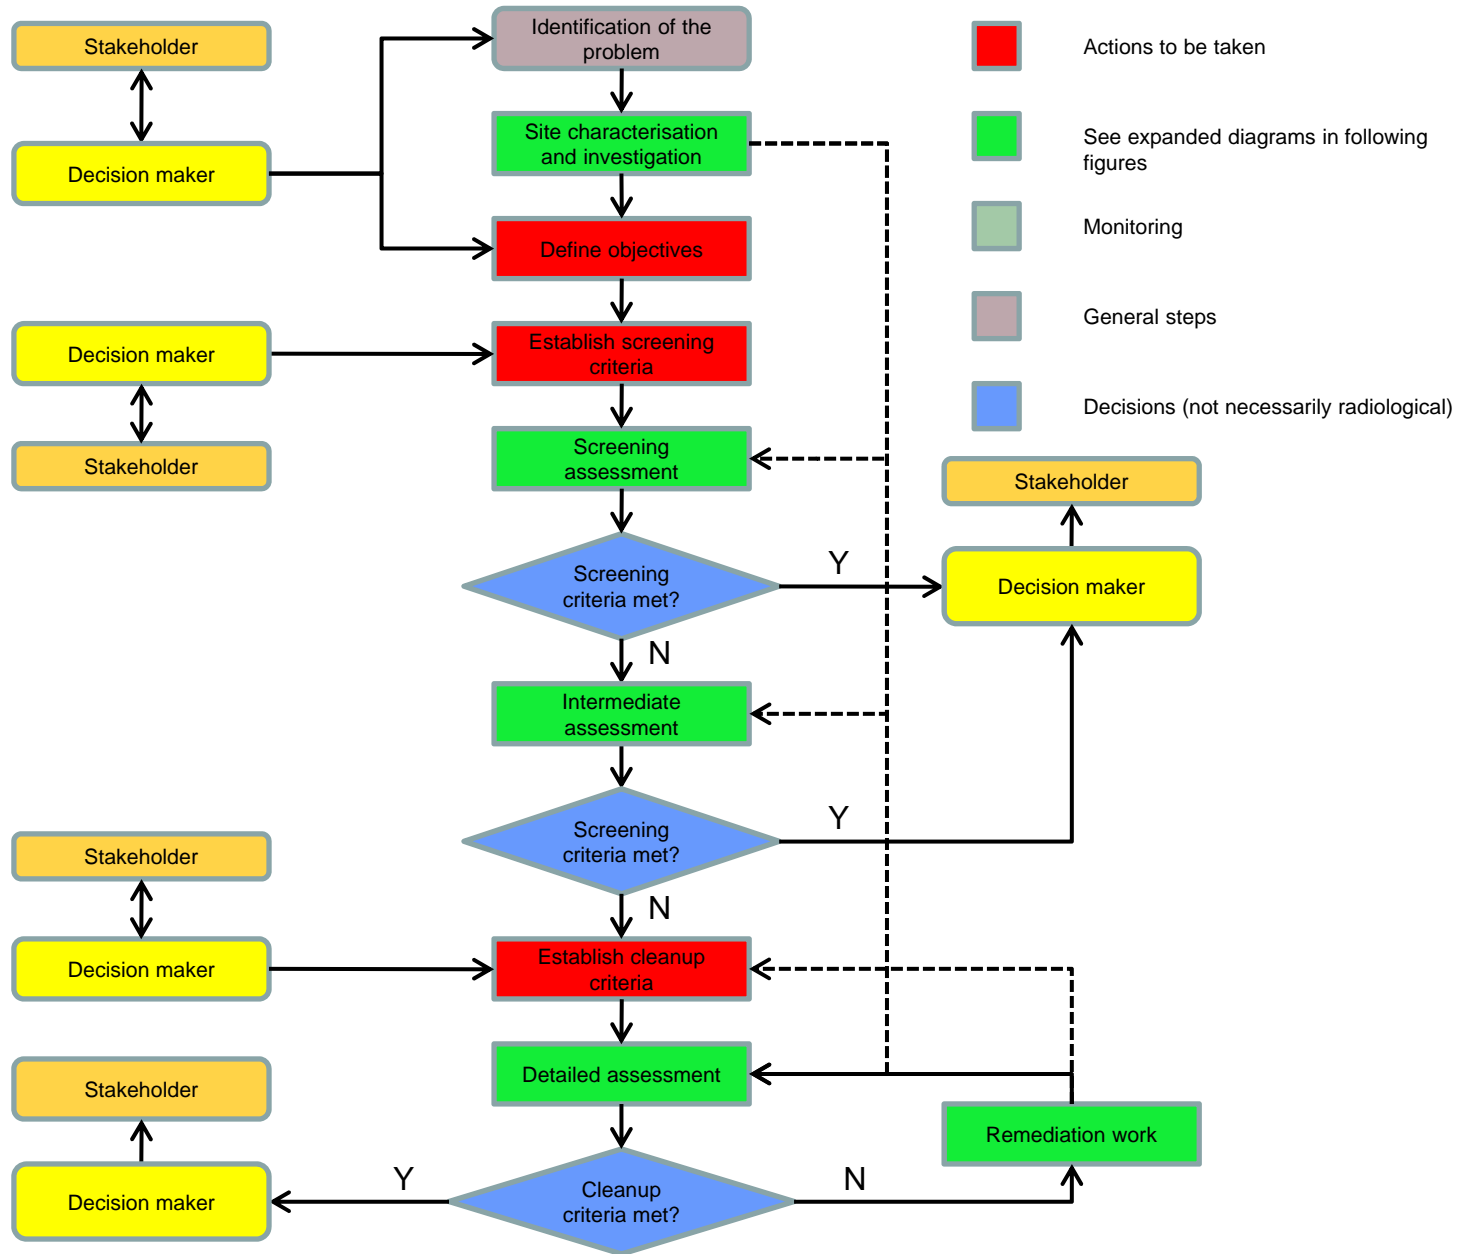 Stakeholder
Identification of the
problem
Actions to be taken
Decision maker
Site characterisation
and investigation
See expanded diagrams in following
figures
Define objectives
Monitoring
Decision maker
Establish screening
criteria
General steps
Stakeholder
Screening
assessment
Decisions (not necessarily radiological)
Stakeholder
Screening
criteria met?
Y
Decision maker
N
Intermediate
assessment
Screening
criteria met?
Y
Stakeholder
N
Decision maker
Establish cleanup
criteria
Stakeholder
Detailed assessment
Remediation work
Decision maker
Y
Cleanup
criteria met?
N